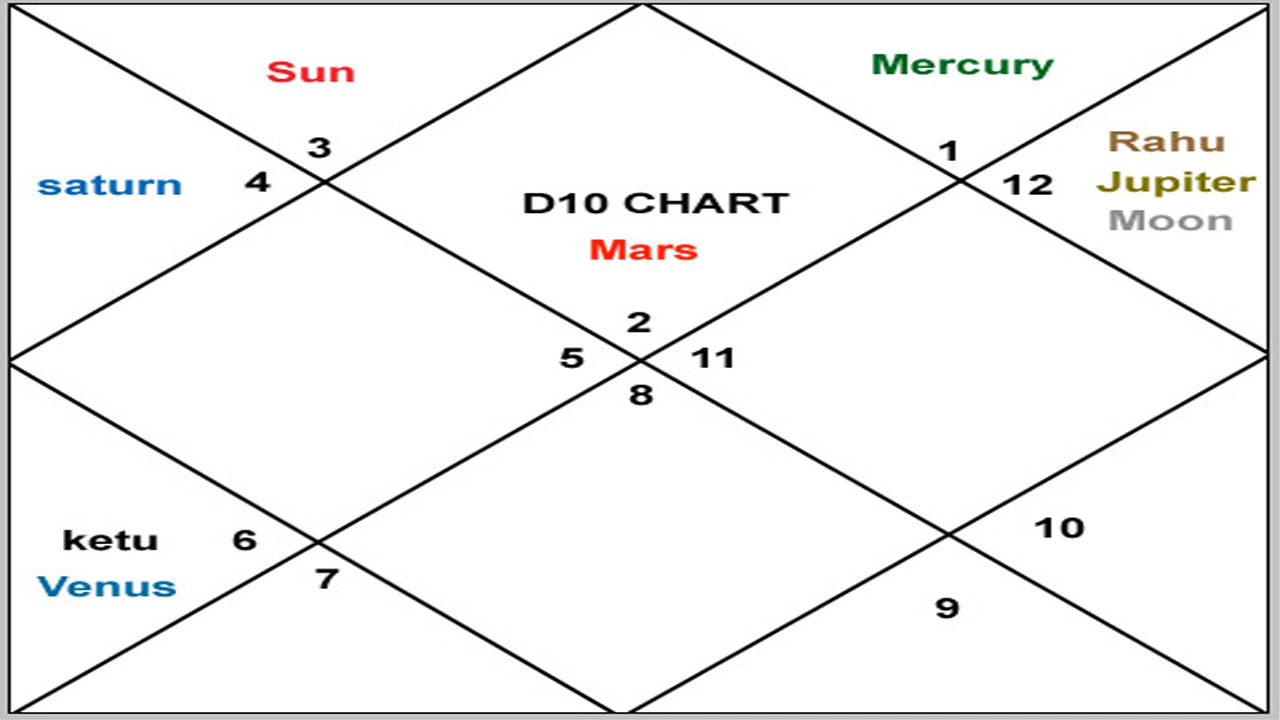 Sun
Mercury
3
1
Rahu
saturn
4
12
Jupiter
Moon
D10 CHART
Mars
2
5
11
8
ketu
6
10
Venus
7
9